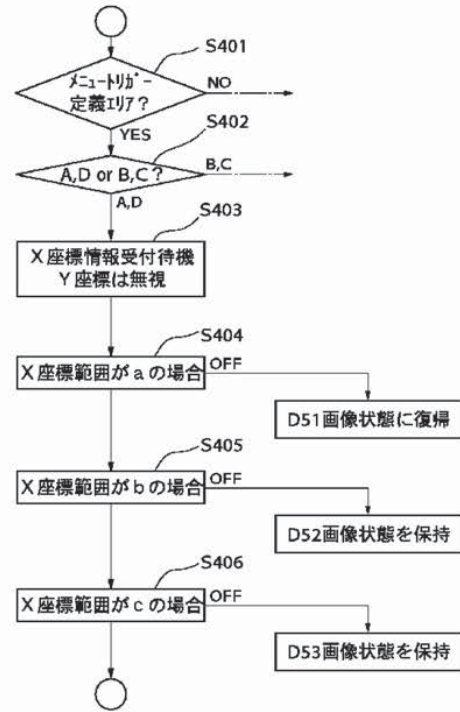 S401
メニュートリガー
定義エリア？
NO
YES
S402
A,D or B,C？
B,C
A,D
S403
X座標情報受付待機
Y座標は無視
S404
X座標範囲がaの場合
OFF
D51画像状態に復帰
S405
X座標範囲がbの場合
OFF
D52画像状態を保持
S406
X座標範囲がcの場合
OFF
D53画像状態を保持